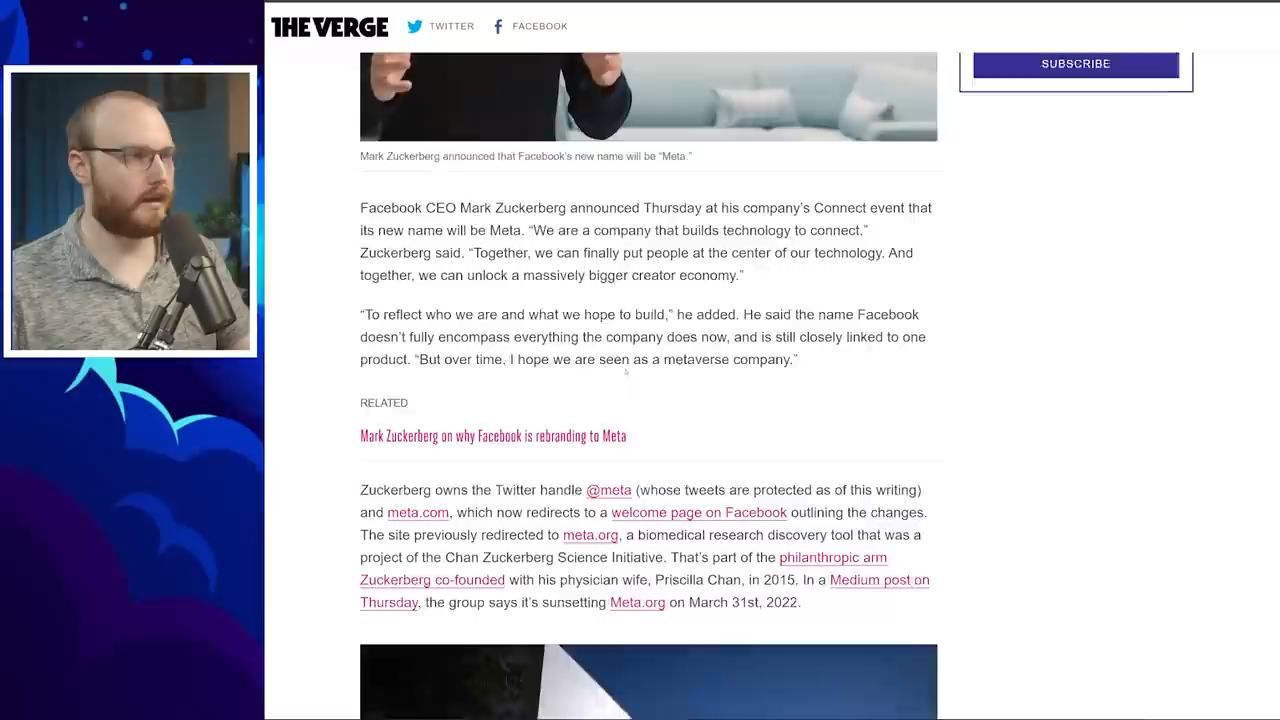 THE VERGE
TWITTER
FACEBOOK
SUBSCRIBE
Mark Zuckerberg announced that Facebook's new name will be “Meta.”
Facebook CEO Mark Zuckerberg announced Thursday at his company’s Connect event that
its new name will be Meta. “We are a company that builds technology to connect,”
Zuckerberg said. “Together, we can finally put people at the center of our technology. And
together, we can unlock a massively bigger creator economy.”
“To reflect who we are and what we hope to build,” he added. He said the name Facebook
doesn’t fully encompass everything the company does now, and is still closely linked to one
product. “But over time, I hope we are seen as a metaverse company.”
RELATED
Mark Zuckerberg on why Facebook is rebranding to Meta
Zuckerberg owns the Twitter handle @meta (whose tweets are protected as of this writing)
and meta.com, which now redirects to a welcome page on Facebook outlining the changes.
The site previously redirected to meta.org, a biomedical research discovery tool that was a
project of the Chan Zuckerberg Science Initiative. That’s part of the philanthropic arm
Zuckerberg co-founded with his physician wife, Priscilla Chan, in 2015. In a Medium post on
Thursday, the group says it’s sunsetting Meta.org on March 31st, 2022.